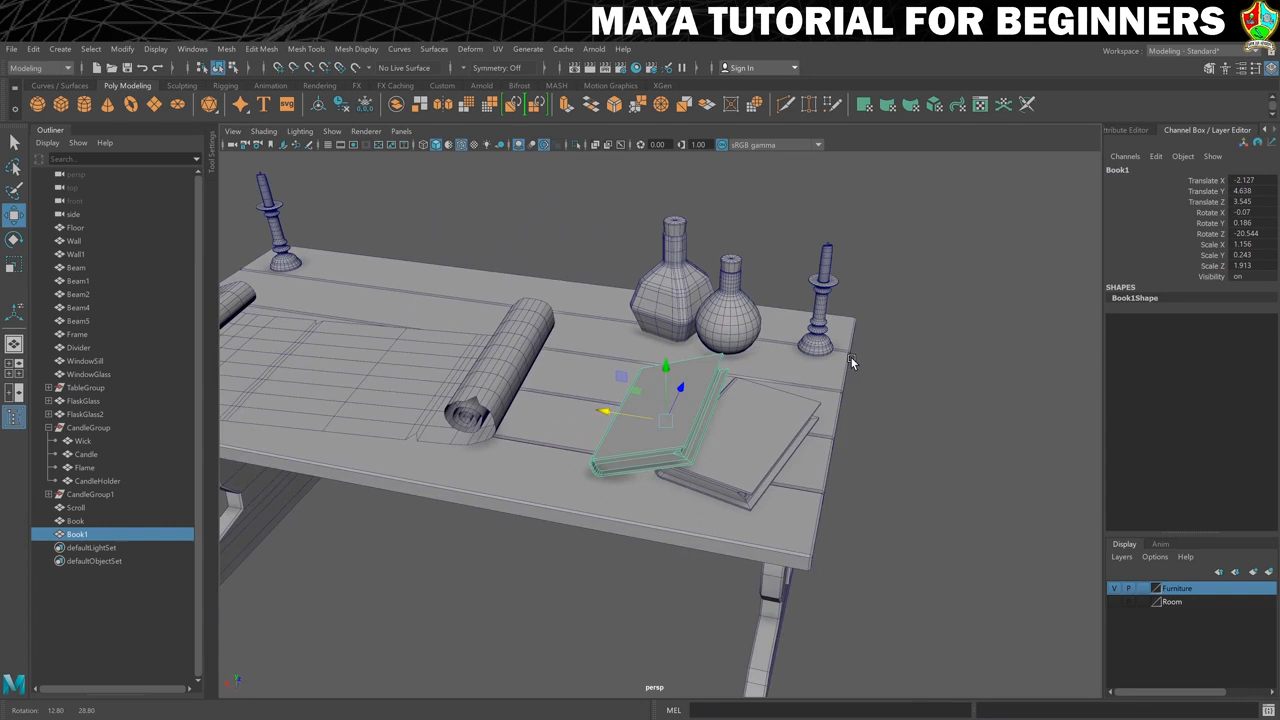 MAYA TUTORIAL FOR BEGINNERS
File Edit Create Select Modify Display Windows Mesh Edit Mesh Mesh Tools Mesh Display Curves Surfaces Deform UV Generate Cache Arnold Help
Workspace : Modeling - Standard*
Modeling No Live Surface Symmetry: Off Sign In
Curves / Surfaces Poly Modeling Sculpting Rigging Animation Rendering FX FX Caching Custom Arnold Bifrost MASH Motion Graphics XGen
Outliner
Display Show Help
Search...
persp
top
front
side
Floor
Wall
Wall1
Beam
Beam1
Beam2
Beam4
Beam5
Frame
Divider
WindowSill
WindowGlass
TableGroup
FlaskGlass
FlaskGlass2
CandleGroup
Wick
Candle
Flame
CandleHolder
CandleGroup1
Scroll
Book
Book1
defaultLightSet
defaultObjectSet
Tool Settings
View Shading Lighting Show Renderer Panels
0.00 1.00 sRGB gamma
persp
ttribute Editor Channel Box / Layer Editor
Channels Edit Object Show
Book1
Translate X -2.127
Translate Y 4.638
Translate Z 3.545
Rotate X -0.07
Rotate Y 0.186
Rotate Z -20.544
Scale X 1.156
Scale Y 0.243
Scale Z 1.913
Visibility on
SHAPES
Book1Shape
Display Anim
Layers Options Help
V P Furniture
Room
Rotation: 12.80 28.80
MEL